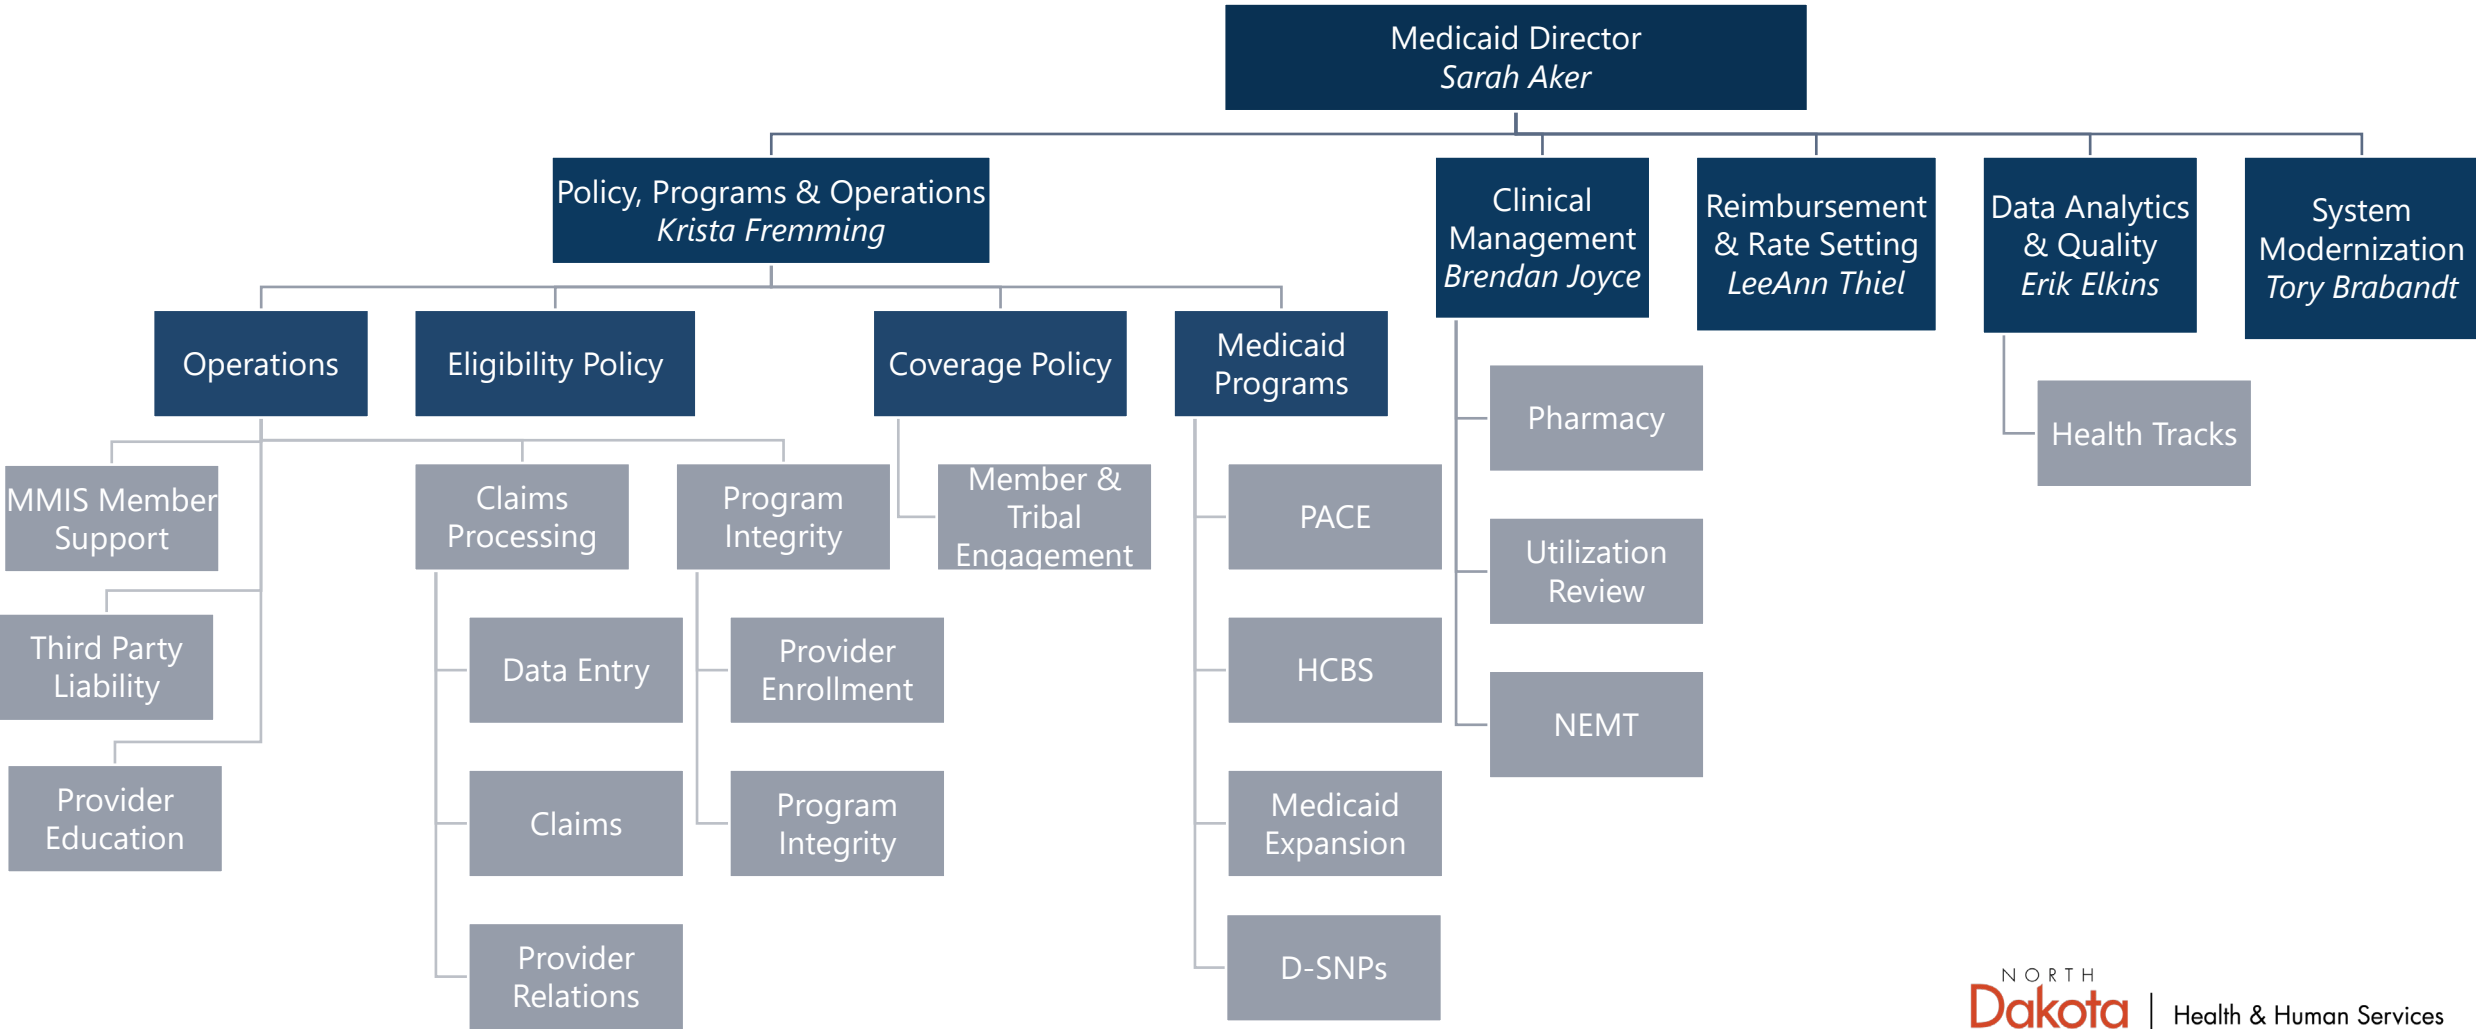 Medicaid Director
Sarah Aker
Policy, Programs & Operations
Krista Fremming
Clinical
Management
Brendan Joyce
Reimbursement
& Rate Setting
LeeAnn Thiel
Data Analytics
& Quality
Erik Elkins
System
Modernization
Tory Brabandt
Operations
Eligibility Policy
Coverage Policy
Medicaid
Programs
MMIS Member
Support
Third Party
Liability
Provider
Education
Claims
Processing
Data Entry
Claims
Provider
Relations
Program
Integrity
Provider
Enrollment
Program
Integrity
Member &
Tribal
Engagement
PACE
HCBS
Medicaid
Expansion
D-SNPs
Pharmacy
Utilization
Review
NEMT
Health Tracks
NORTH
Dakota | Health & Human Services